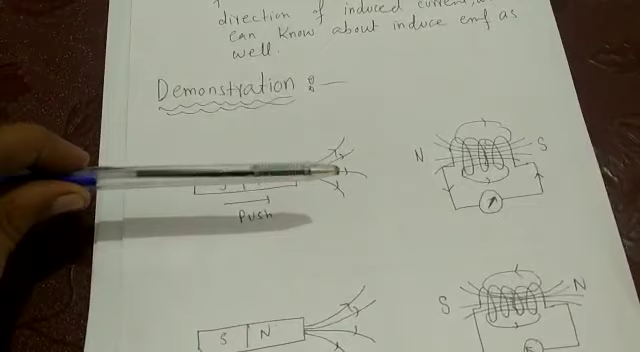 direction of induced current,
can know about induce emf as
well.
Demonstration :-
N S
Push
S N
S N